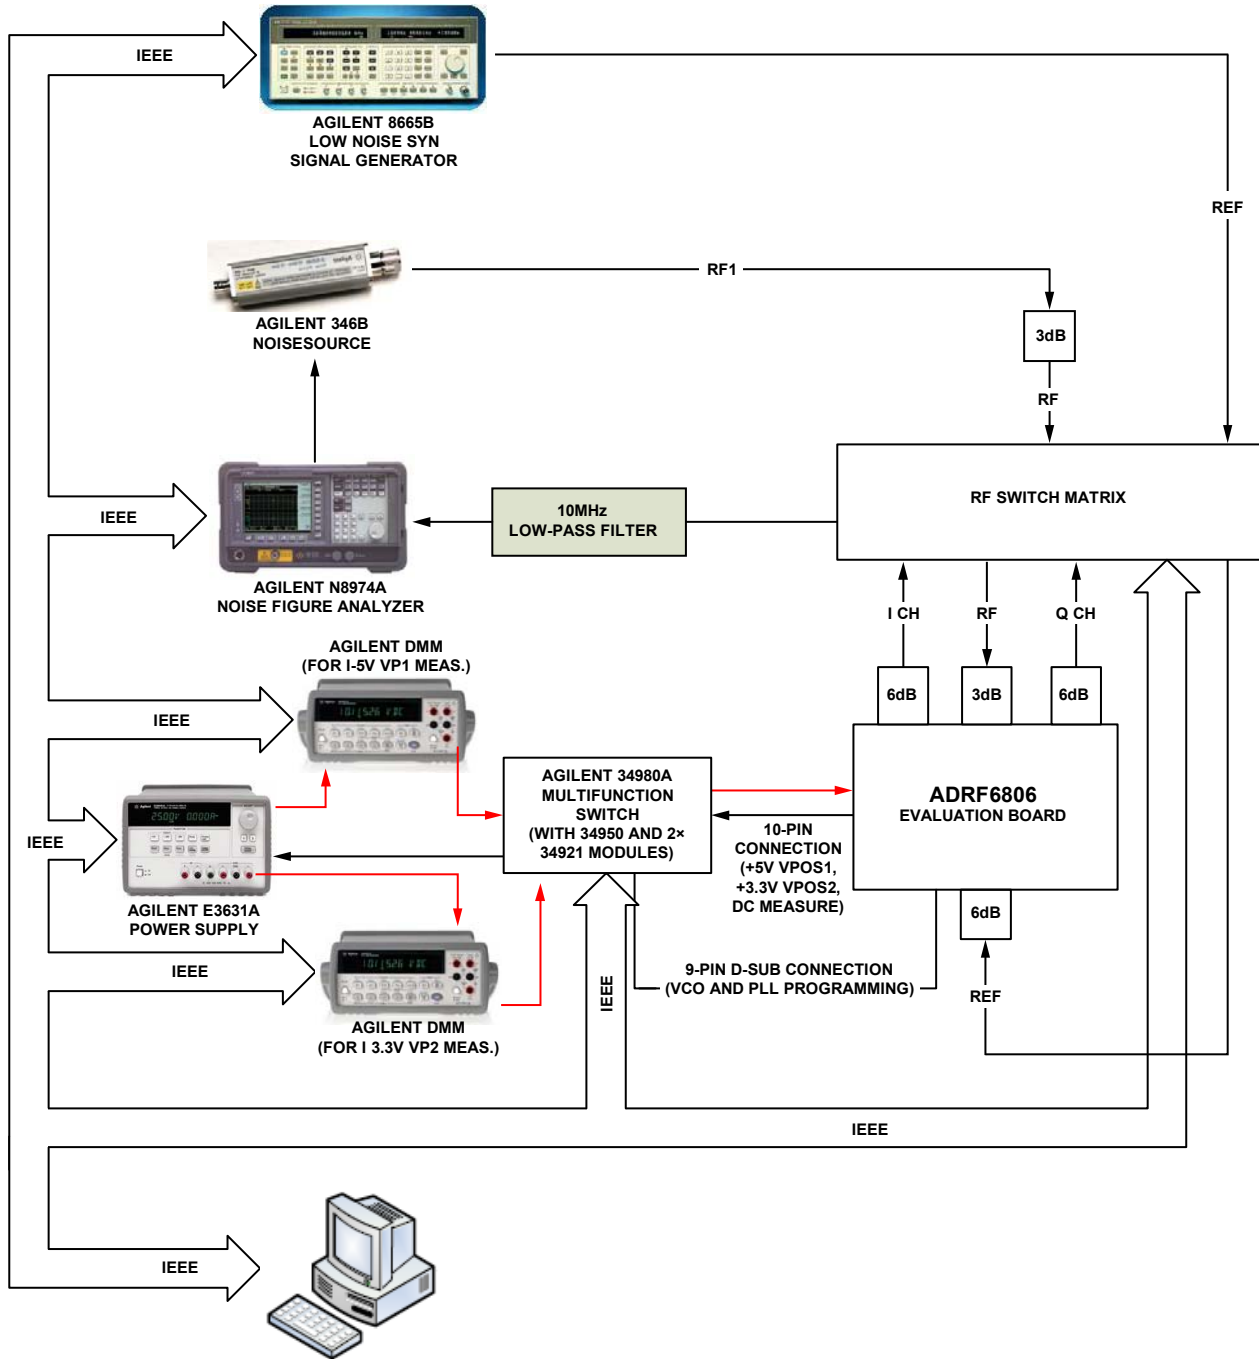 IEEE
AGILENT 8665B
LOW NOISE SYN
SIGNAL GENERATOR
REF
RF1
AGILENT 346B
NOISESOURCE
3dB
RF
RF SWITCH MATRIX
10MHz
LOW-PASS FILTER
IEEE
AGILENT N8974A
NOISE FIGURE ANALYZER
I CH
RF
Q CH
AGILENT DMM
(FOR I-5V VP1 MEAS.)
6dB
3dB
6dB
IEEE
AGILENT 34980A
MULTIFUNCTION
SWITCH
(WITH 34950 AND 2×
34921 MODULES)
ADRF6806
EVALUATION BOARD
10-PIN
CONNECTION
(+5V VPOS1,
+3.3V VPOS2,
DC MEASURE)
IEEE
AGILENT E3631A
POWER SUPPLY
6dB
IEEE
9-PIN D-SUB CONNECTION
(VCO AND PLL PROGRAMMING)
REF
IEEE
AGILENT DMM
(FOR I 3.3V VP2 MEAS.)
IEEE
IEEE